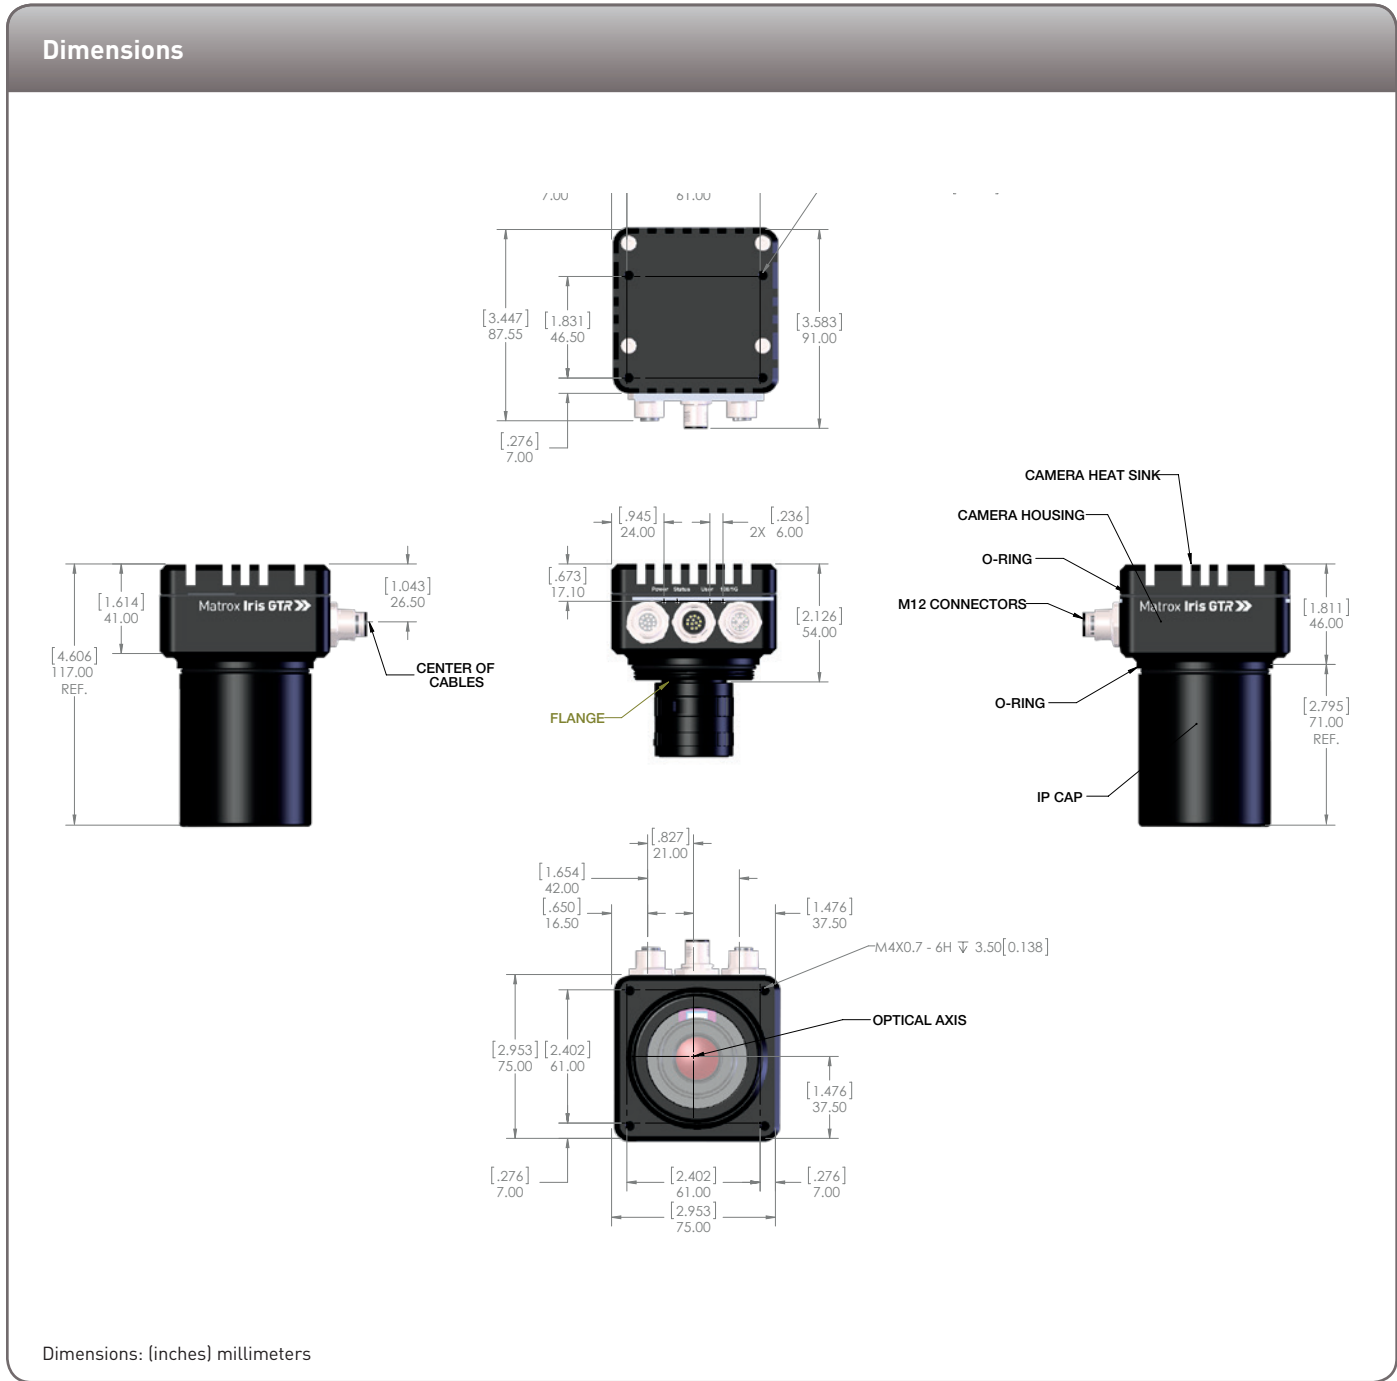 Dimensions
7.00
61.00
[3.447]
87.55
[1.831]
46.50
[3.583]
91.00
[.276]
7.00
CAMERA HEAT SINK
CAMERA HOUSING
O-RING
M12 CONNECTORS
O-RING
IP CAP
[.945]
24.00
[.236]
2X 6.00
[.673]
17.10
Power Status User
[2.126]
54.00
FLANGE
[1.614]
41.00
[4.606]
117.00
REF.
Matrox Iris GTR
[1.043]
26.50
CENTER OF
CABLES
Matrox Iris GTR
[1.811]
46.00
[2.795]
71.00
REF.
[.827]
21.00
[1.654]
42.00
[.650]
16.50
[1.476]
37.50
M4X0.7 - 6H ↧ 3.50[0.138]
OPTICAL AXIS
[2.953]
75.00
[2.402]
61.00
[1.476]
37.50
[.276]
7.00
[2.402]
61.00
[.276]
7.00
[2.953]
75.00
Dimensions: (inches) millimeters